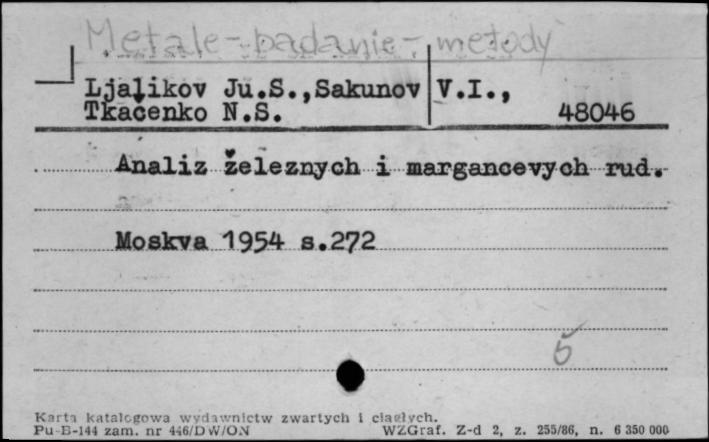 Metale - badanie - metody
Ljalikov Ju.S., Sakunov V.I.,
Tkačenko N.S. 48046
Analiz železnych i margancevych rud.
Moskva 1954 s.272
5
Karta katalogowa wydawnictw zwartych i ciągłych.
Pu-B-144 zam. nr 446/DW/ON WZGraf. Z-d 2, z. 255/86, n. 6 350 000